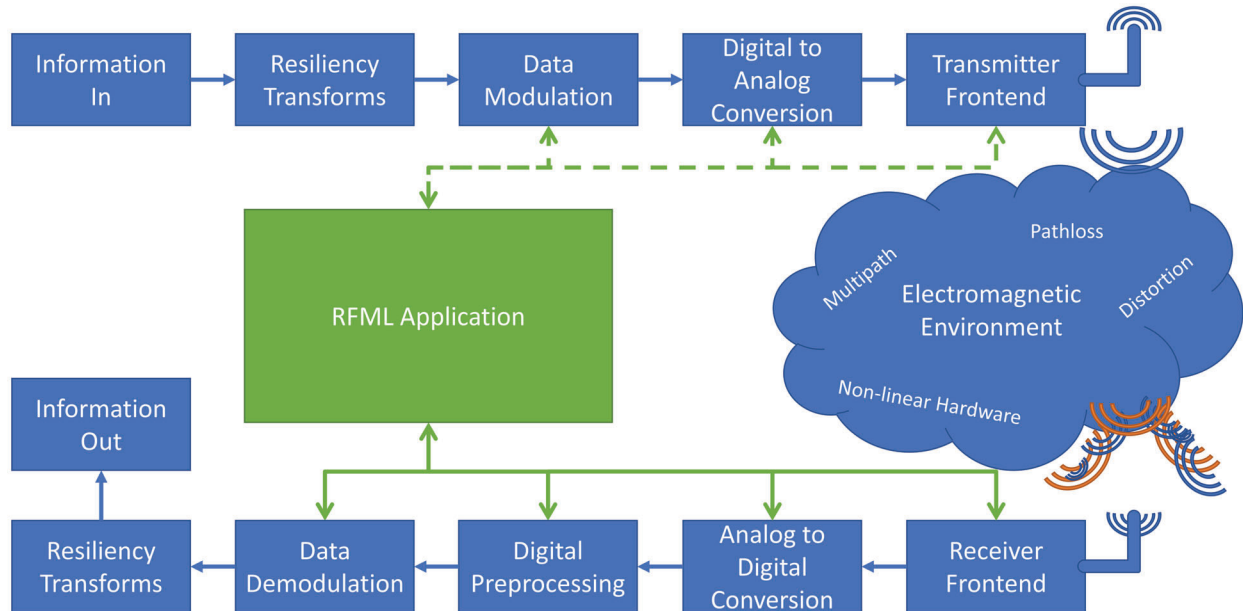 Information
In
Resiliency
Transforms
Data
Modulation
Digital to
Analog
Conversion
Transmitter
Frontend
RFML Application
Pathloss
Multipath
Distortion
Electromagnetic
Environment
Non-linear Hardware
Information
Out
Resiliency
Transforms
Data
Demodulation
Digital
Preprocessing
Analog to
Digital
Conversion
Receiver
Frontend